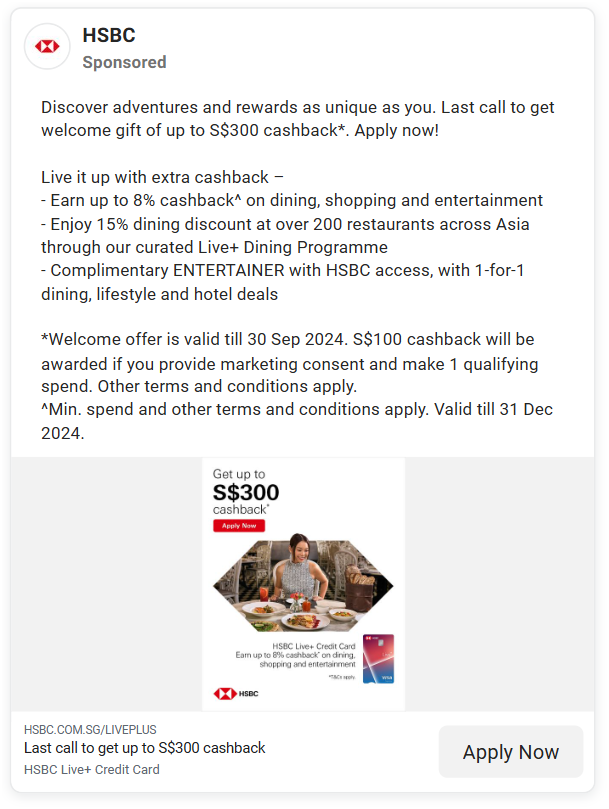 HSBC
Sponsored
Discover adventures and rewards as unique as you. Last call to get
welcome gift of up to S$300 cashback*. Apply now!
Live it up with extra cashback –
- Earn up to 8% cashback^ on dining, shopping and entertainment
- Enjoy 15% dining discount at over 200 restaurants across Asia
through our curated Live+ Dining Programme
- Complimentary ENTERTAINER with HSBC access, with 1-for-1
dining, lifestyle and hotel deals
*Welcome offer is valid till 30 Sep 2024. S$100 cashback will be
awarded if you provide marketing consent and make 1 qualifying
spend. Other terms and conditions apply.
^Min. spend and other terms and conditions apply. Valid till 31 Dec
2024.
Get up to
S$300
cashback*
Apply Now
HSBC Live+ Credit Card
Earn up to 8% cashback* on dining,
shopping and entertainment
*T&Cs apply.
VISA
HSBC
HSBC.COM.SG/LIVEPLUS
Last call to get up to S$300 cashback
HSBC Live+ Credit Card
Apply Now